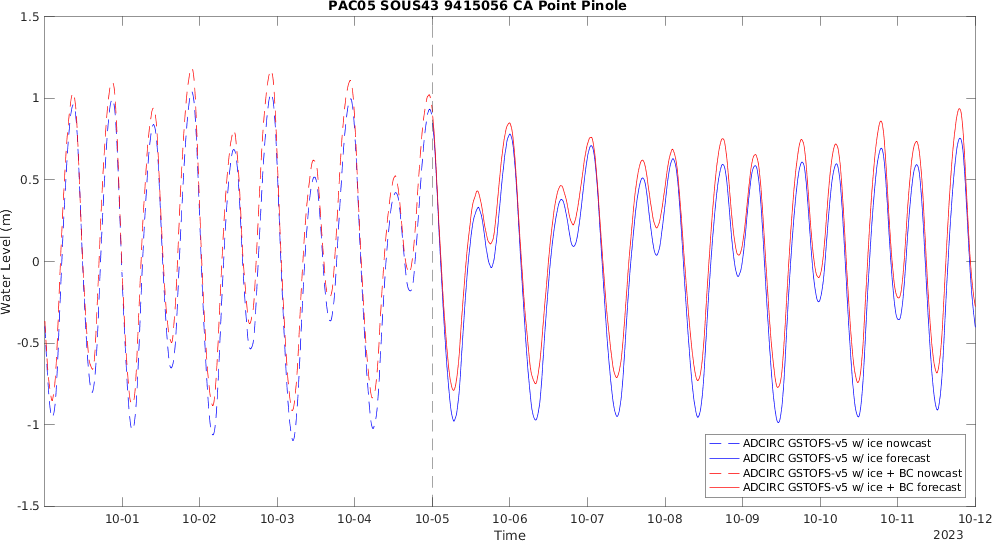 PAC05 SOUS43 9415056 CA Point Pinole
1.5
1
0.5
0
-0.5
-1
-1.5
Water Level (m)
ADCIRC GSTOFS-v5 w/ ice nowcast
ADCIRC GSTOFS-v5 w/ ice forecast
ADCIRC GSTOFS-v5 w/ ice + BC nowcast
ADCIRC GSTOFS-v5 w/ ice + BC forecast
10-01 10-02 10-03 10-04 10-05 10-06 10-07 10-08 10-09 10-10 10-11 10-12
Time
2023